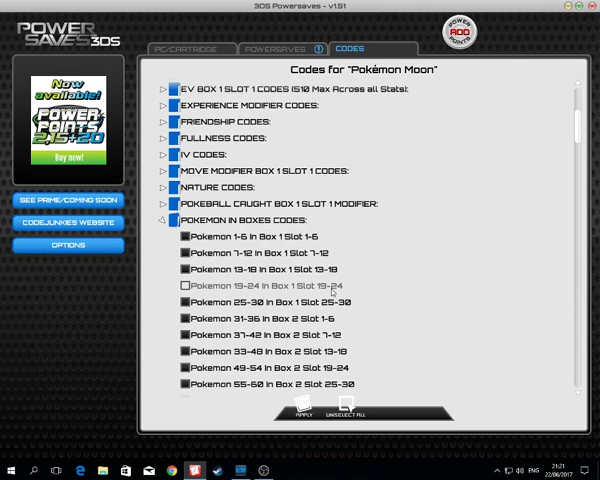 3DS Powersaves - v1.51
POWER
SAVES 3DS
POWER
ADD
POINTS
PC/CARTRIDGE
POWERSAVES
CODES
Codes for "Pokèmon Moon"
Now
available!
POWER
POINTS
Buy now!
SEE PRIME/COMING SOON
CODEJUNKIES WEBSITE
OPTIONS
EV BOX 1 SLOT 1 CODES (510 Max Across all Stats):
EXPERIENCE MODIFIER CODES:
FRIENDSHIP CODES:
FULLNESS CODES:
IV CODES:
MOVE MODIFIER BOX 1 SLOT 1 CODES:
NATURE CODES:
POKEBALL CAUGHT BOX 1 SLOT 1 MODIFIER:
POKEMON IN BOXES CODES:
Pokemon 1-6 in Box 1 Slot 1-6
Pokemon 7-12 in Box 1 Slot 7-12
Pokemon 13-18 in Box 1 Slot 13-18
Pokemon 19-24 in Box 1 Slot 19-24
Pokemon 25-30 in Box 1 Slot 25-30
Pokemon 31-36 in Box 2 Slot 1-6
Pokemon 37-42 in Box 2 Slot 7-12
Pokemon 33-48 in Box 2 Slot 13-18
Pokemon 49-54 in Box 2 Slot 19-24
Pokemon 55-60 in Box 2 Slot 25-30
APPLY
UNSELECT ALL
21:21
22/06/2017